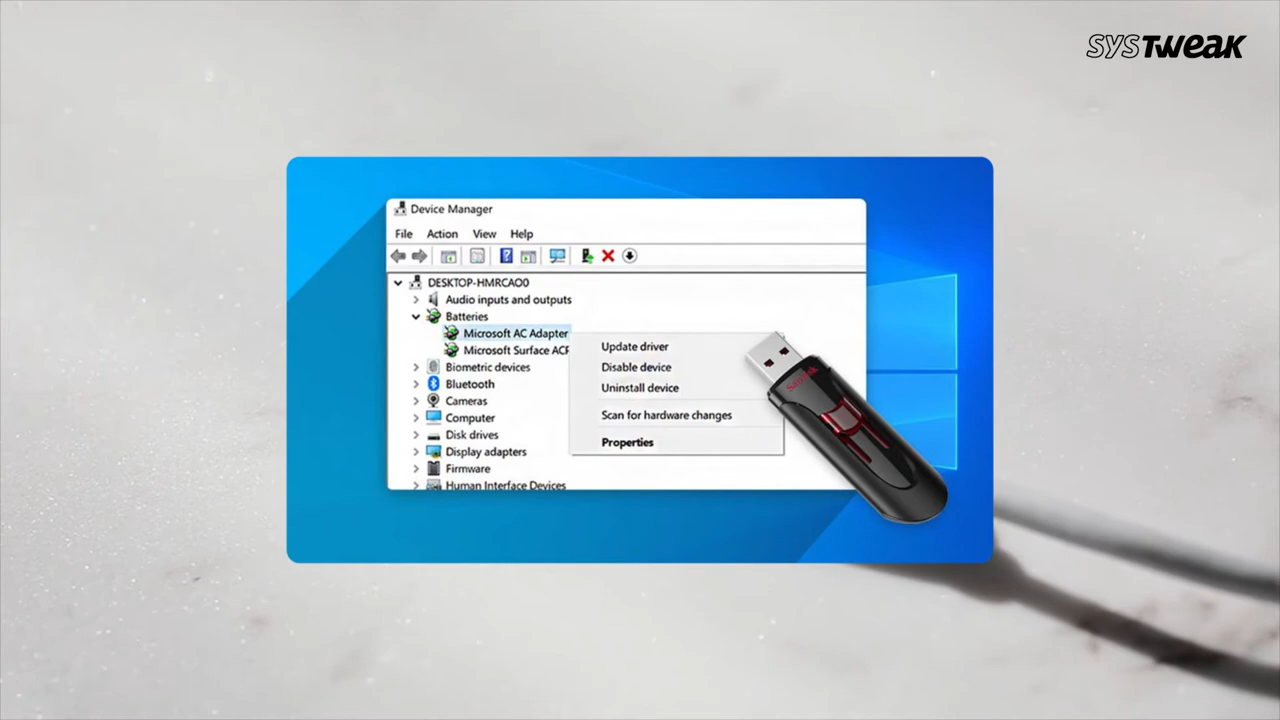 SYSTWEAK
Device Manager
File Action View Help
DESKTOP-HMRCAO0
Audio inputs and outputs
Batteries
Microsoft AC Adapter
Microsoft Surface ACP
Biometric devices
Bluetooth
Cameras
Computer
Disk drives
Display adapters
Firmware
Human Interface Devices
Update driver
Disable device
Uninstall device
Scan for hardware changes
Properties
SanDisk